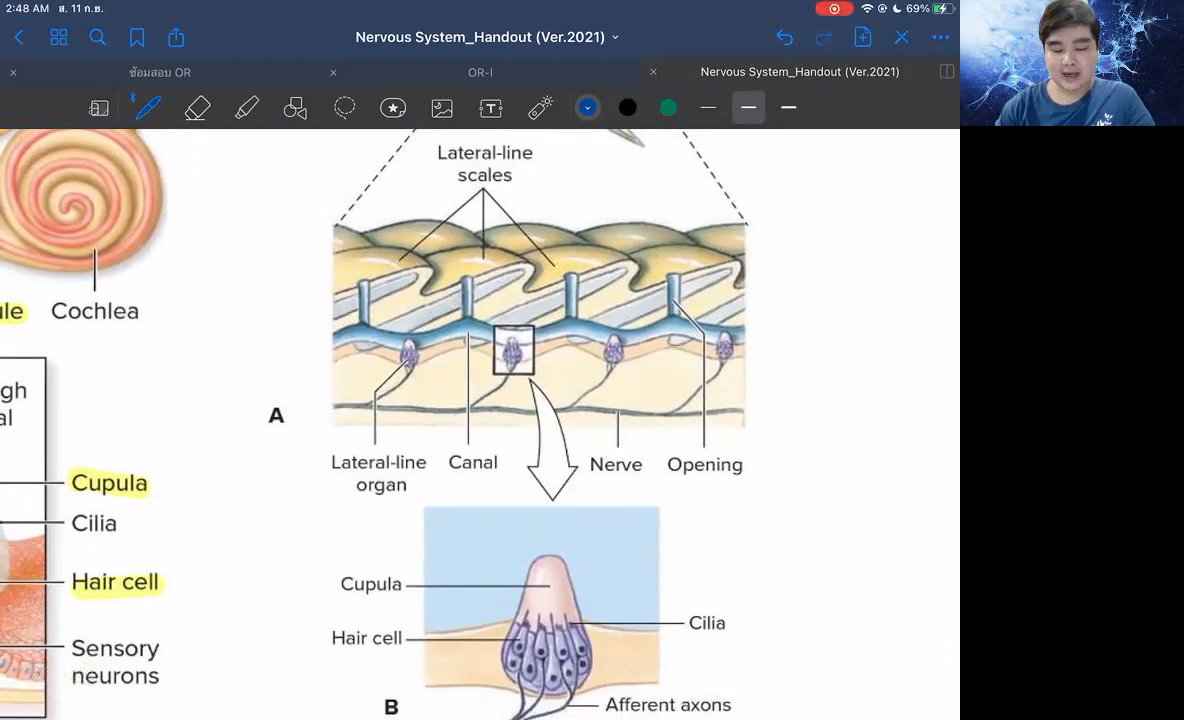 2:48 AM ส. 11 ก.ย.
69%
Nervous System_Handout (Ver.2021)
ซ้อมสอบ OR
OR-I
Nervous System_Handout (Ver.2021)
Lateral-line
scales
ule
Cochlea
gh
al
A
Lateral-line
organ
Canal
Nerve
Opening
Cupula
Cilia
Hair cell
Sensory
neurons
Cupula
Cilia
Hair cell
B
Afferent axons